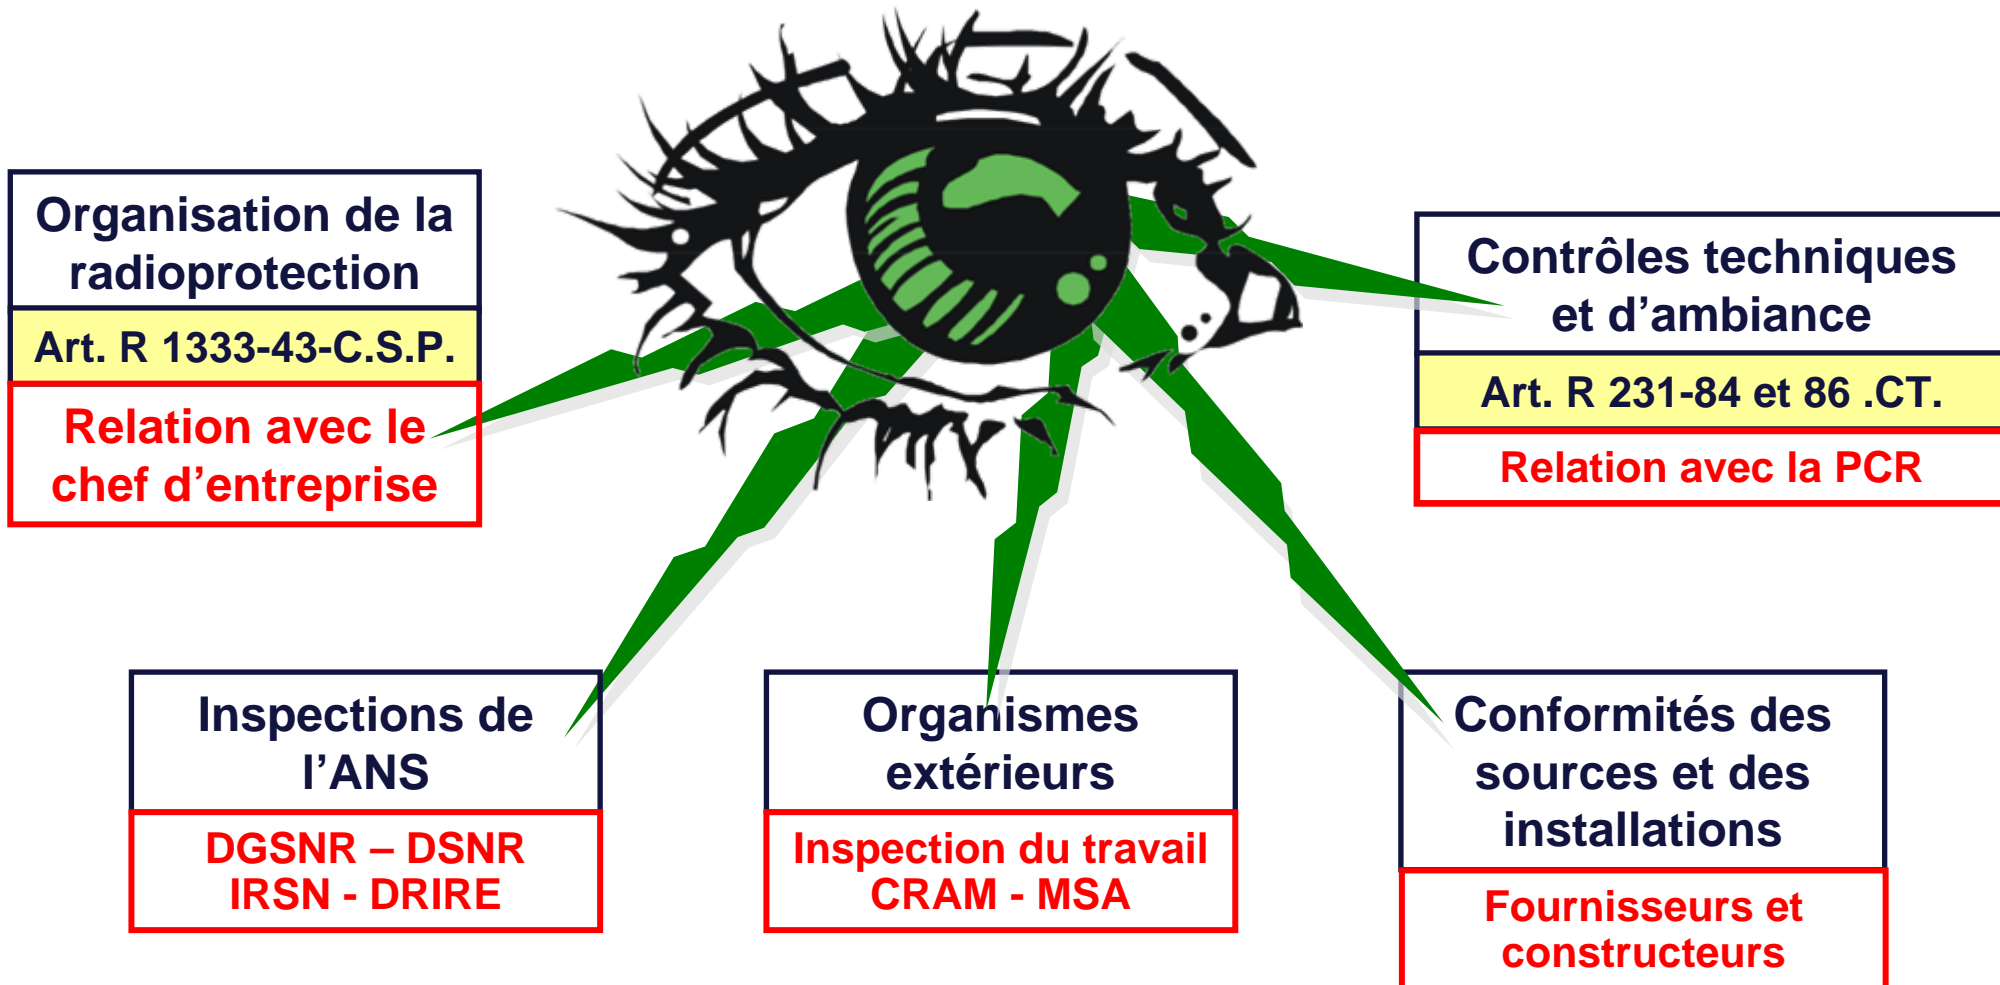 Organisation de la
radioprotection
Art. R 1333-43-C.S.P.
Relation avec le
chef d’entreprise
Contrôles techniques
et d’ambiance
Art. R 231-84 et 86 .CT.
Relation avec la PCR
Inspections de
l’ANS
DGSNR – DSNR
IRSN - DRIRE
Organismes
extérieurs
Inspection du travail
CRAM - MSA
Conformités des
sources et des
installations
Fournisseurs et
constructeurs